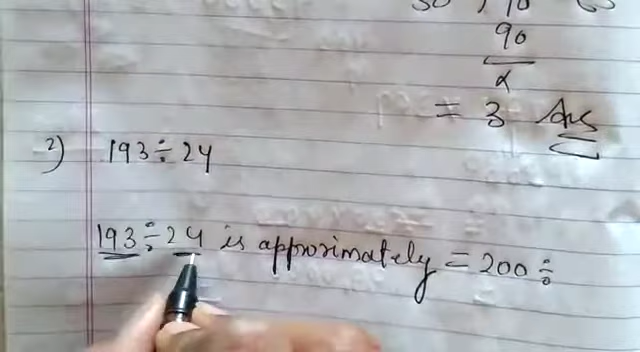 90
= 3 Ans
2) 193 ÷ 24
193 ÷ 24 is approximately = 200 ÷